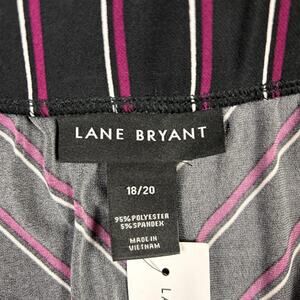 LANE BRYANT
18/20
95% POLYESTER
5% SPANDEX
MADE IN
VIETNAM
L A